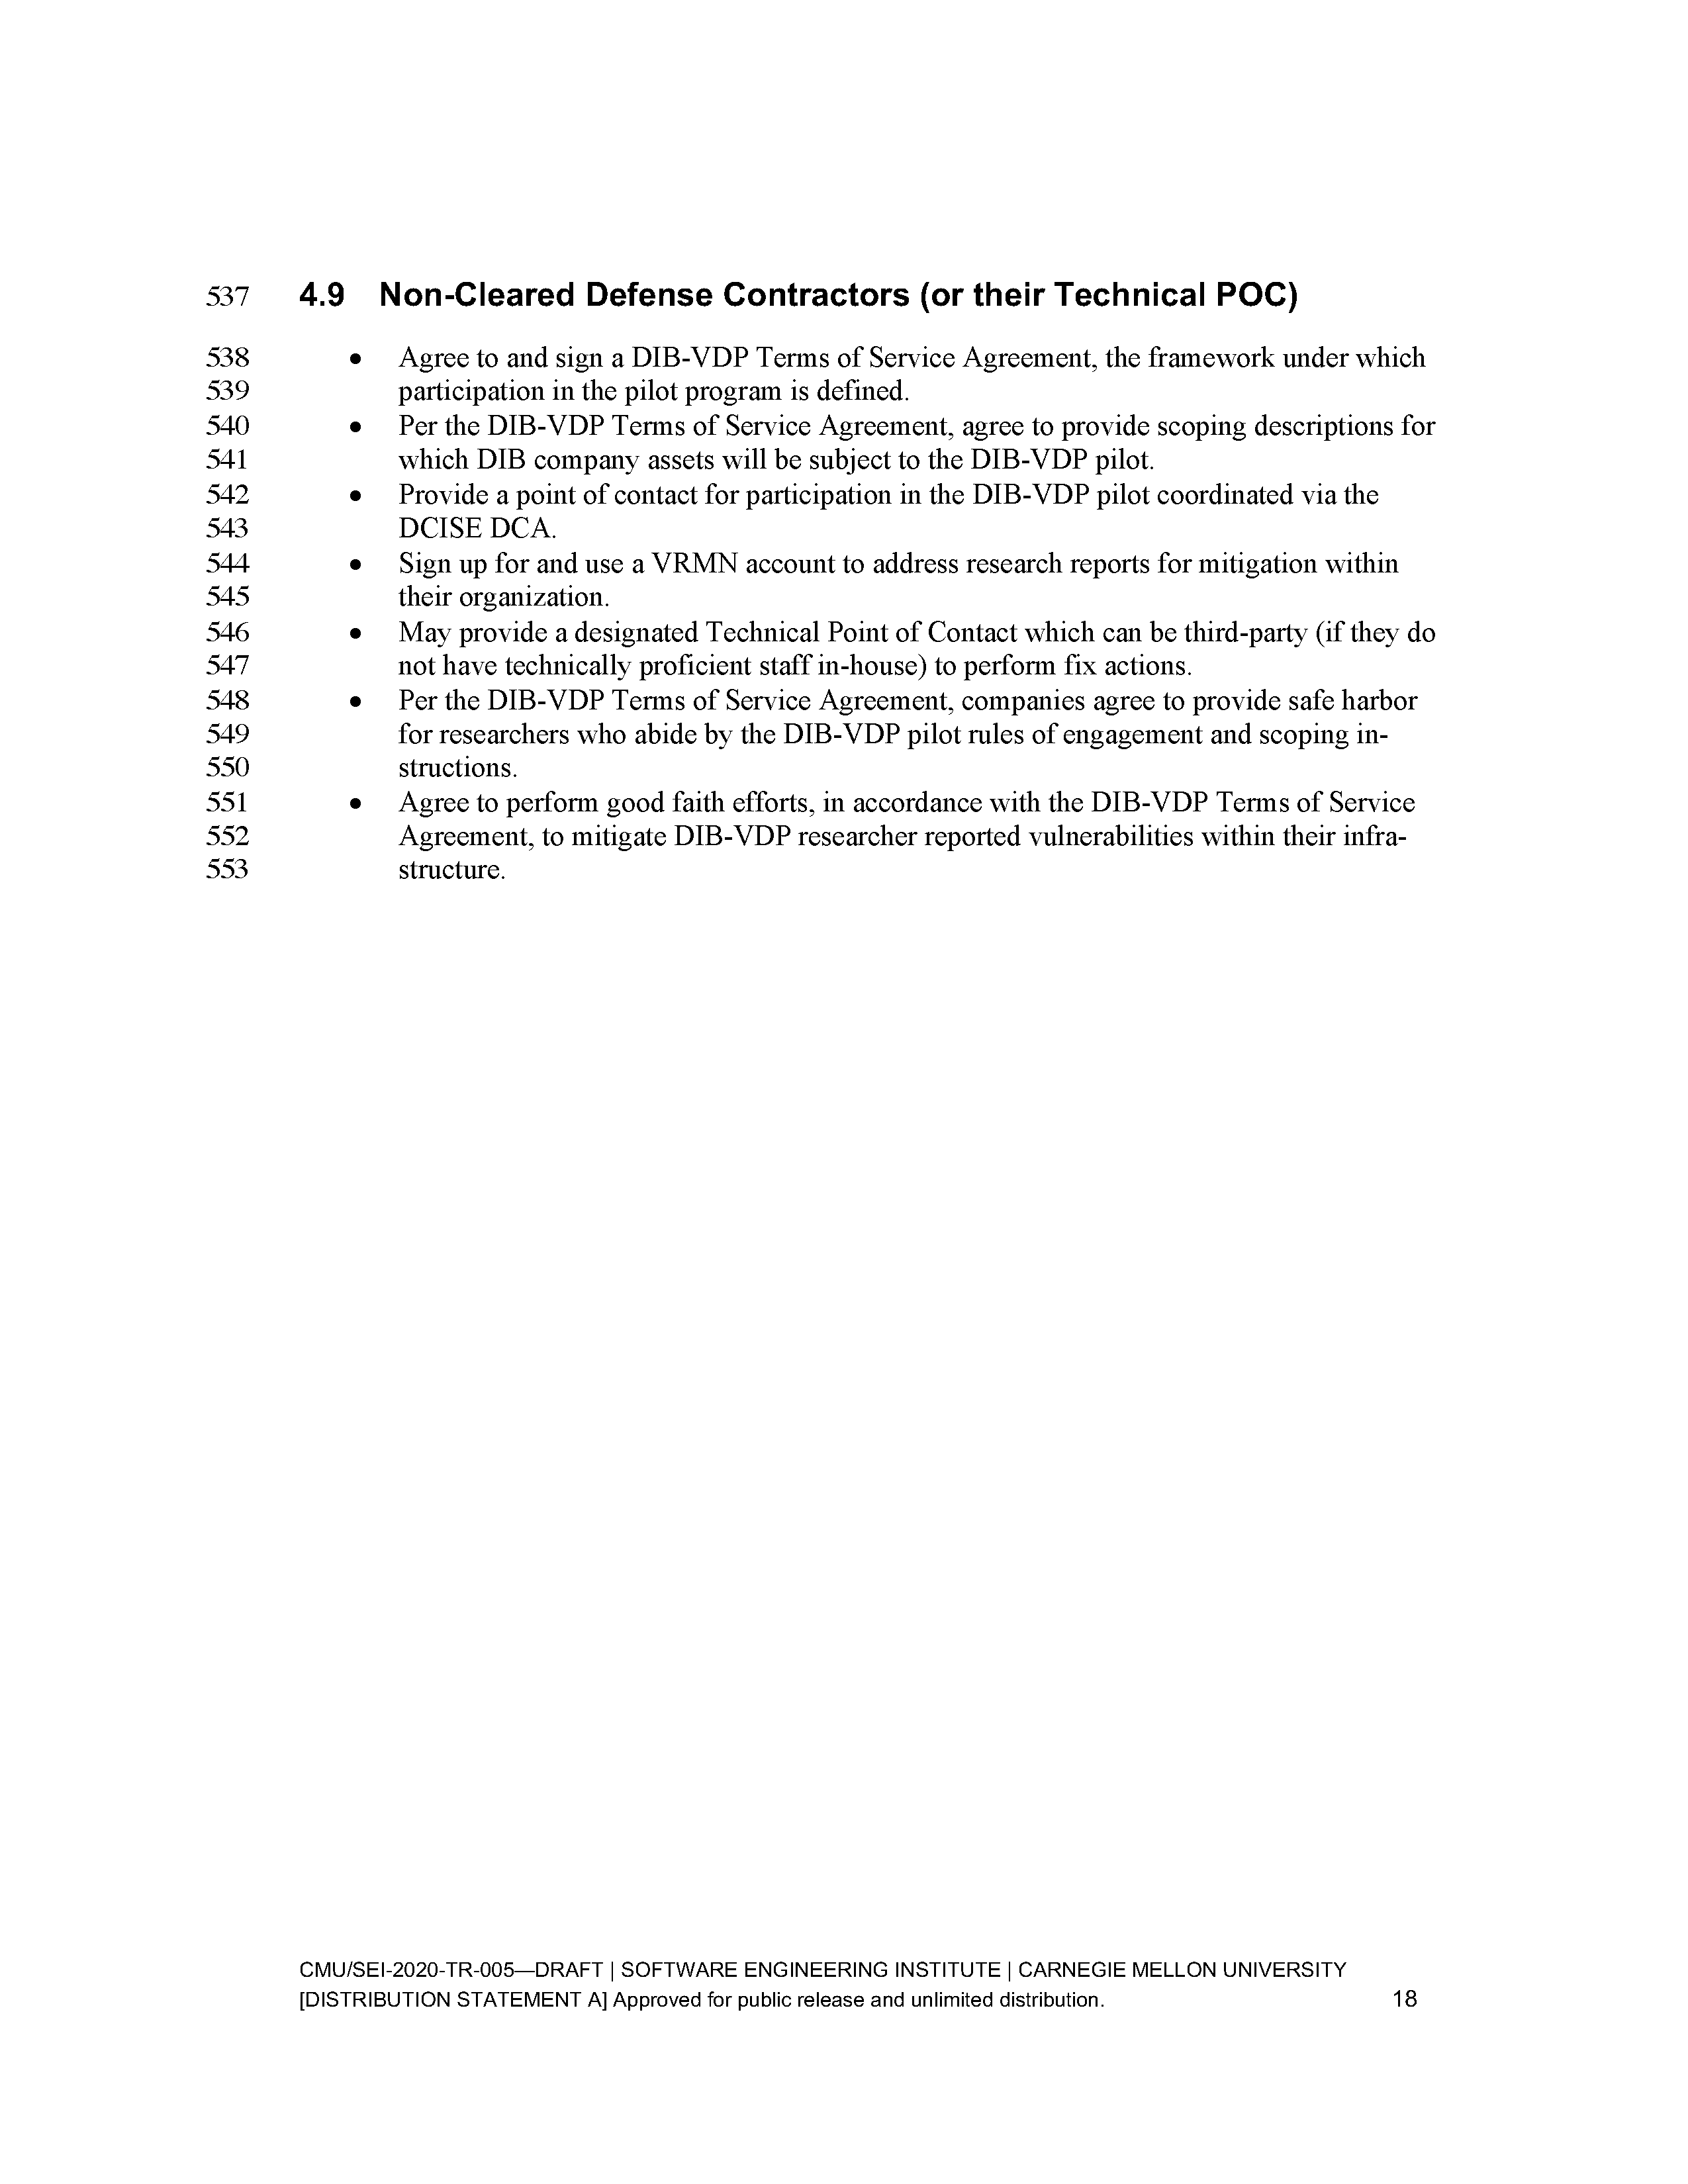 537 4.9 Non-Cleared Defense Contractors (or their Technical POC)
538 • Agree to and sign a DIB-VDP Terms of Service Agreement, the framework under which
539 participation in the pilot program is defined.
540 • Per the DIB-VDP Terms of Service Agreement, agree to provide scoping descriptions for
541 which DIB company assets will be subject to the DIB-VDP pilot.
542 • Provide a point of contact for participation in the DIB-VDP pilot coordinated via the
543 DCISE DCA.
544 • Sign up for and use a VRMN account to address research reports for mitigation within
545 their organization.
546 • May provide a designated Technical Point of Contact which can be third-party (if they do
547 not have technically proficient staff in-house) to perform fix actions.
548 • Per the DIB-VDP Terms of Service Agreement, companies agree to provide safe harbor
549 for researchers who abide by the DIB-VDP pilot rules of engagement and scoping in-
550 structions.
551 • Agree to perform good faith efforts, in accordance with the DIB-VDP Terms of Service
552 Agreement, to mitigate DIB-VDP researcher reported vulnerabilities within their infra-
553 structure.
CMU/SEI-2020-TR-005—DRAFT | SOFTWARE ENGINEERING INSTITUTE | CARNEGIE MELLON UNIVERSITY
[DISTRIBUTION STATEMENT A] Approved for public release and unlimited distribution. 18